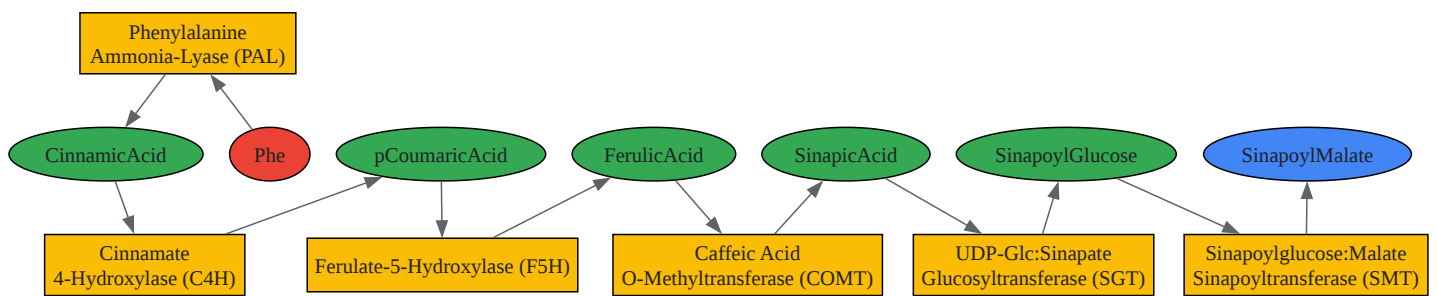 Phenylalanine
Ammonia-Lyase (PAL)
CinnamicAcid
Phe
pCoumaricAcid
FerulicAcid
SinapicAcid
SinapoylGlucose
SinapoylMalate
Cinnamate
4-Hydroxylase (C4H)
Ferulate-5-Hydroxylase (F5H)
Caffeic Acid
O-Methyltransferase (COMT)
UDP-Glc:Sinapate
Glucosyltransferase (SGT)
Sinapoylglucose:Malate
Sinapoyltransferase (SMT)